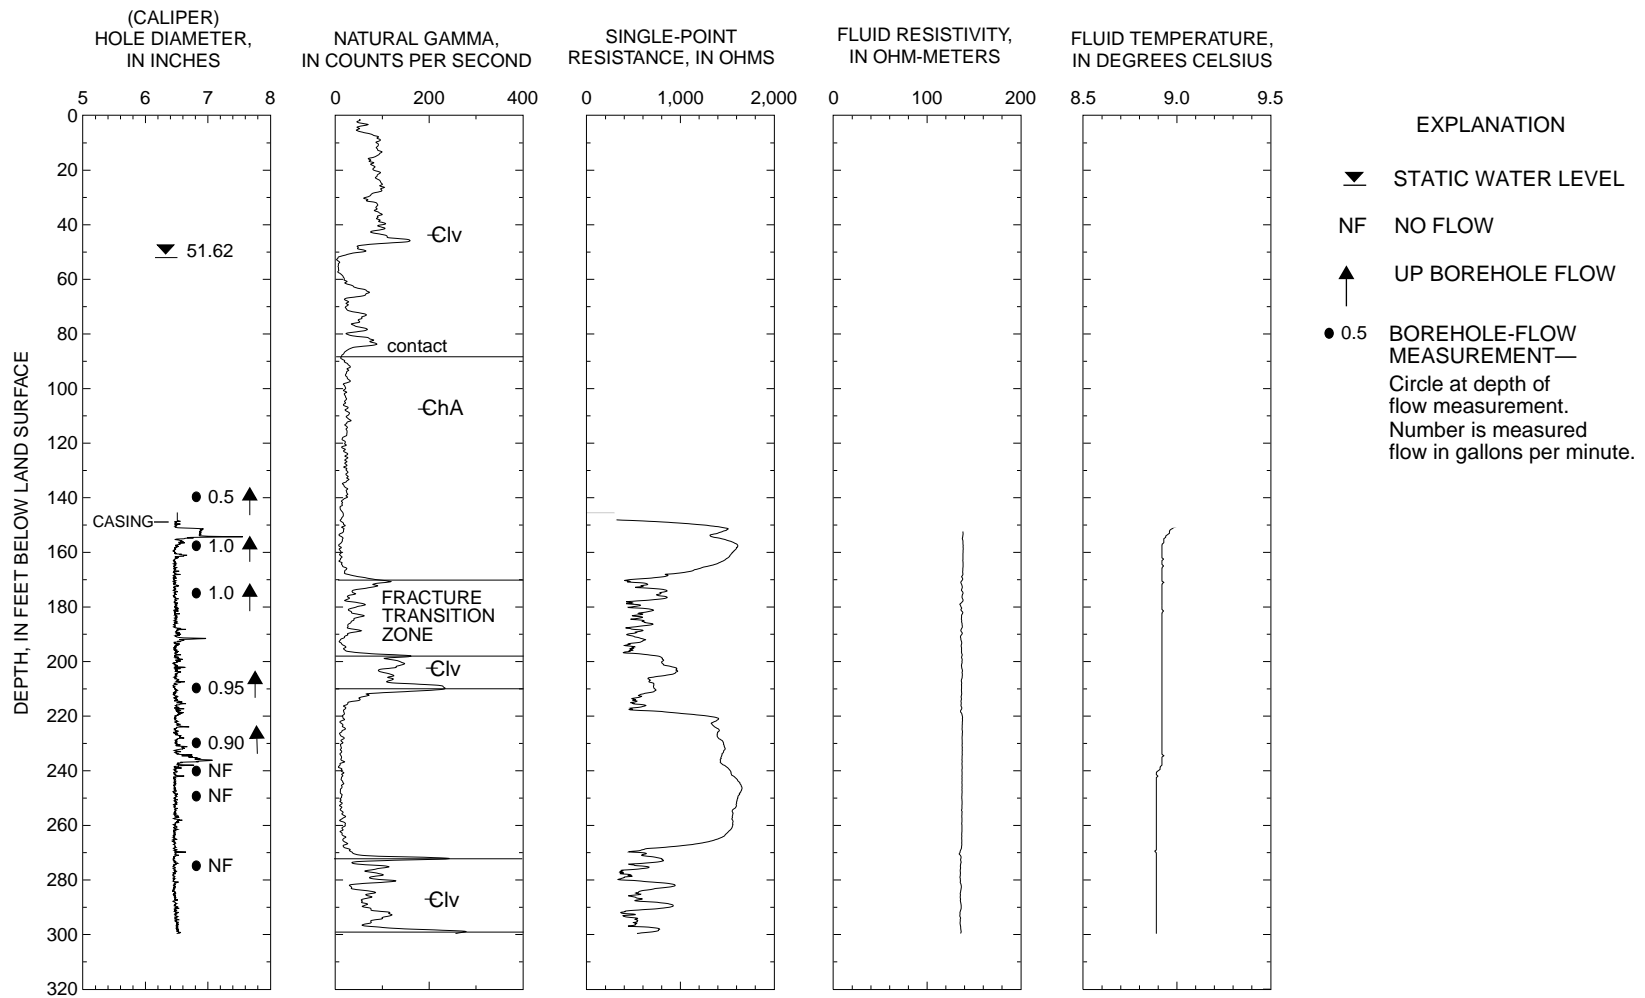 (CALIPER)
HOLE DIAMETER,
IN INCHES
NATURAL GAMMA,
IN COUNTS PER SECOND
SINGLE-POINT
RESISTANCE, IN OHMS
FLUID RESISTIVITY,
IN OHM-METERS
FLUID TEMPERATURE,
IN DEGREES CELSIUS
5 6 7 8
0 200 400
0 1,000 2,000
0 100 200
8.5 9.0 9.5
DEPTH, IN FEET BELOW LAND SURFACE
0
20
40
60
80
100
120
140
160
180
200
220
240
260
280
300
320
51.62
CASING
0.5
1.0
1.0
0.95
0.90
NF
NF
NF
Clv
contact
ChA
FRACTURE
TRANSITION
ZONE
Clv
Clv
EXPLANATION
STATIC WATER LEVEL
NF NO FLOW
UP BOREHOLE FLOW
0.5 BOREHOLE-FLOW
MEASUREMENT—
Circle at depth of
flow measurement.
Number is measured
flow in gallons per minute.